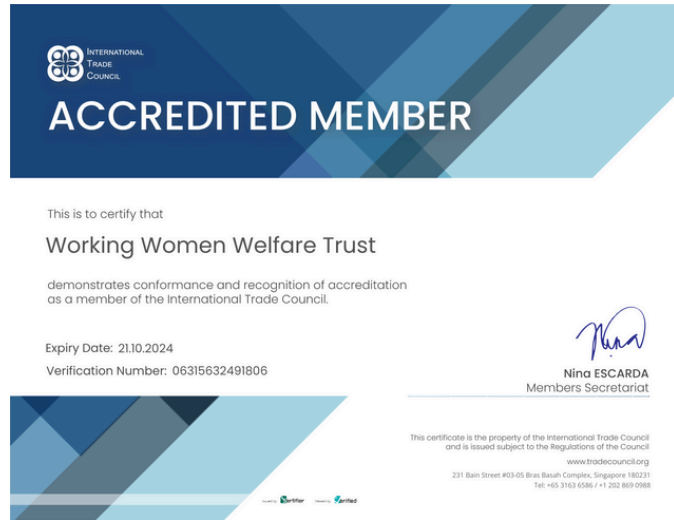 INTERNATIONAL
TRADE
COUNCIL
ACCREDITED MEMBER
This is to certify that
Working Women Welfare Trust
demonstrates conformance and recognition of accreditation
as a member of the International Trade Council.
Expiry Date: 21.10.2024
Verification Number: 06315632491806
Nina
Nina ESCARDA
Members Secretariat
This certificate is the property of the International Trade Council
and is issued subject to the Regulations of the Council
www.tradecouncil.org
231 Bain Street #03-05 Bras Basah Complex, Singapore 180231
Tel: +65 3163 6586 / +1 202 869 0988